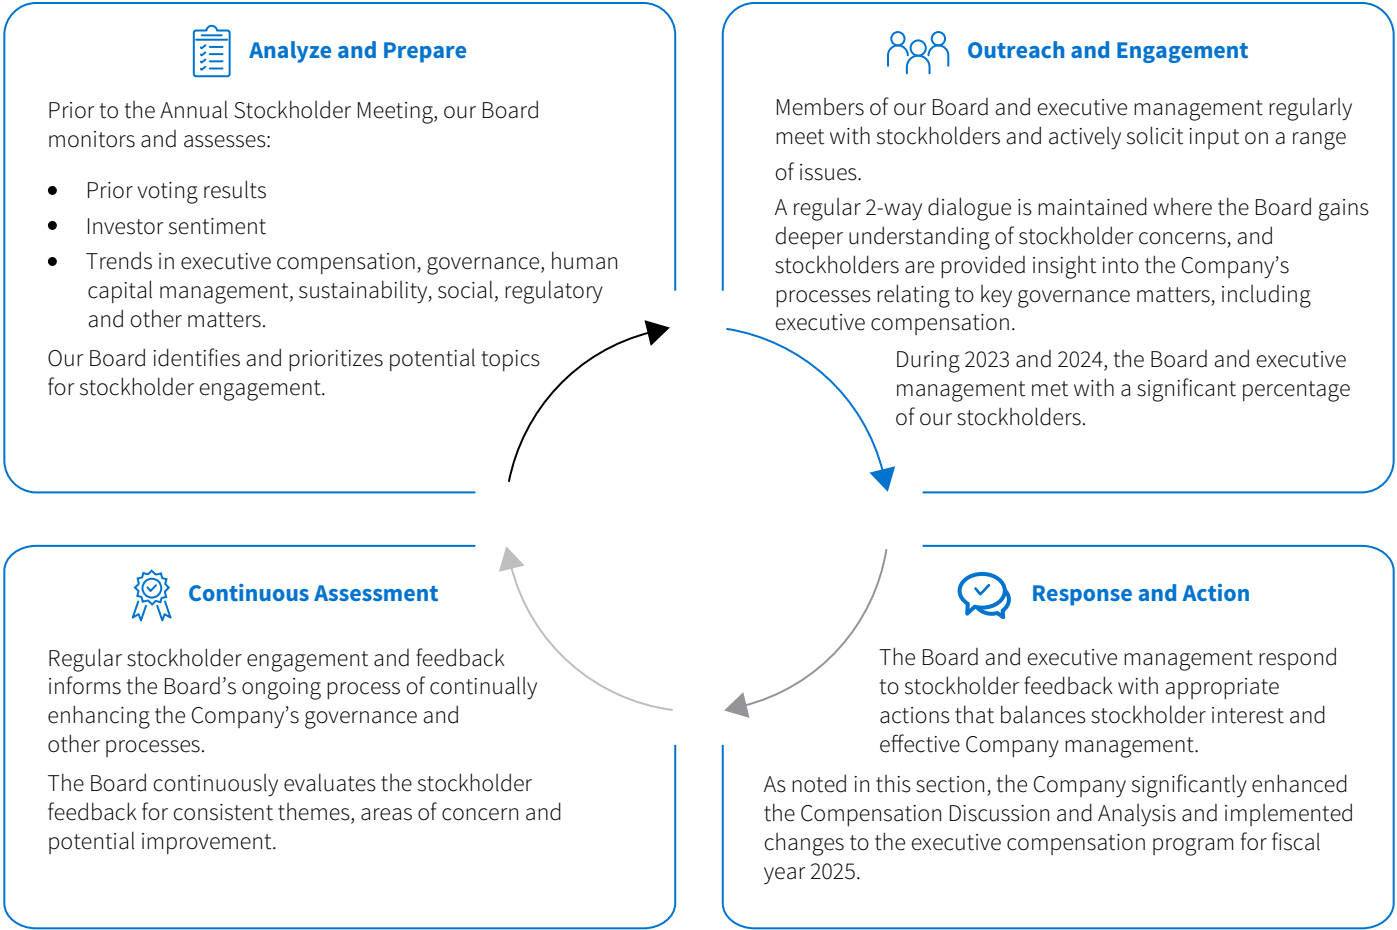 Analyze and Prepare
Prior to the Annual Stockholder Meeting, our Board
monitors and assesses:
• Prior voting results
• Investor sentiment
• Trends in executive compensation, governance, human
capital management, sustainability, social, regulatory
and other matters.
Our Board identifies and prioritizes potential topics
for stockholder engagement.
Outreach and Engagement
Members of our Board and executive management regularly
meet with stockholders and actively solicit input on a range
of issues.
A regular 2-way dialogue is maintained where the Board gains
deeper understanding of stockholder concerns, and
stockholders are provided insight into the Company’s
processes relating to key governance matters, including
executive compensation.
During 2023 and 2024, the Board and executive
management met with a significant percentage
of our stockholders.
Continuous Assessment
Regular stockholder engagement and feedback
informs the Board’s ongoing process of continually
enhancing the Company’s governance and
other processes.
The Board continuously evaluates the stockholder
feedback for consistent themes, areas of concern and
potential improvement.
Response and Action
The Board and executive management respond
to stockholder feedback with appropriate
actions that balances stockholder interest and
effective Company management.
As noted in this section, the Company significantly enhanced
the Compensation Discussion and Analysis and implemented
changes to the executive compensation program for fiscal
year 2025.